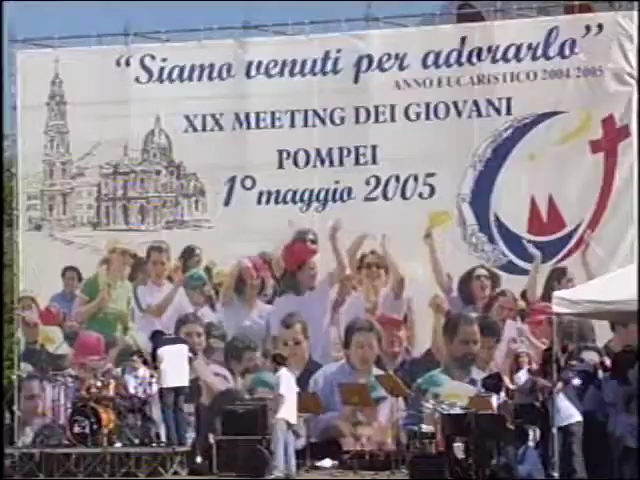 “Siamo venuti per adorarlo”
ANNO EUCARISTICO 2004 2005
XIX MEETING DEI GIOVANI
POMPEI
1° maggio 2005